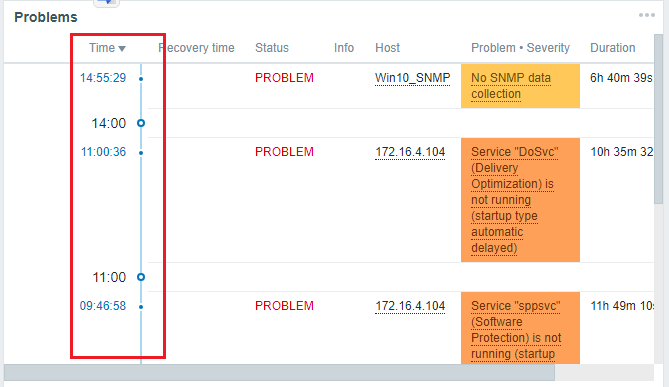 Problems
Time Recovery time Status Info Host Problem • Severity Duration
14:55:29 PROBLEM Win10_SNMP No SNMP data 6h 40m 39s
collection
14:00
11:00:36 PROBLEM 172.16.4.104 Service "DoSvc" 10h 35m 32
(Delivery
Optimization) is
not running
(startup type
automatic
delayed)
11:00
09:46:58 PROBLEM 172.16.4.104 Service "sppsvc" 11h 49m 10s
(Software
Protection) is not
running (startup